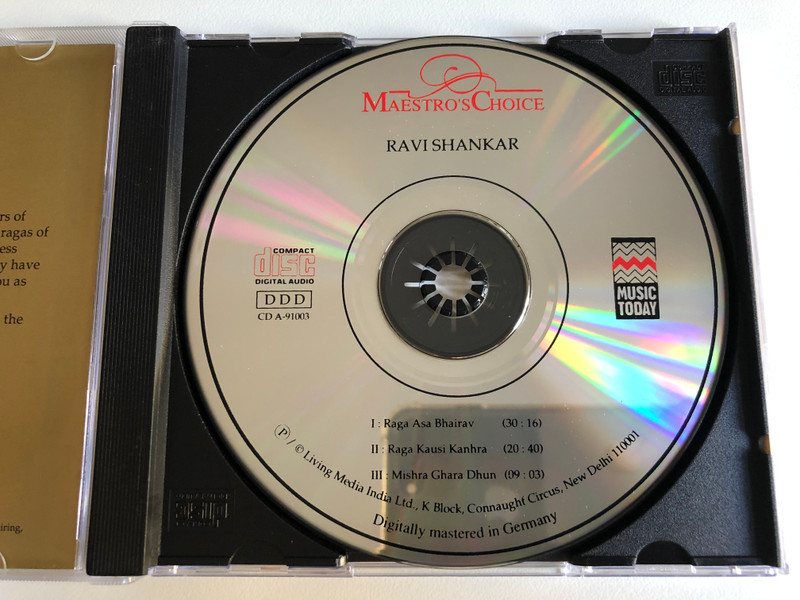 MAESTRO'S CHOICE
RAVI SHANKAR
COMPACT
disc
DIGITAL AUDIO
DDD
CD A-91003
MUSIC
TODAY
I : Raga Asa Bhairav (30 : 16)
II : Raga Kausi Kanhra (20 : 40)
III : Mishra Ghara Dhun (09 : 03)
Ⓟ / © Living Media India Ltd., K Block, Connaught Circus, New Delhi 110001
Digitally mastered in Germany
rs of
ragas of
ess
y have
ou as
the
iring,
COMPACT
disc